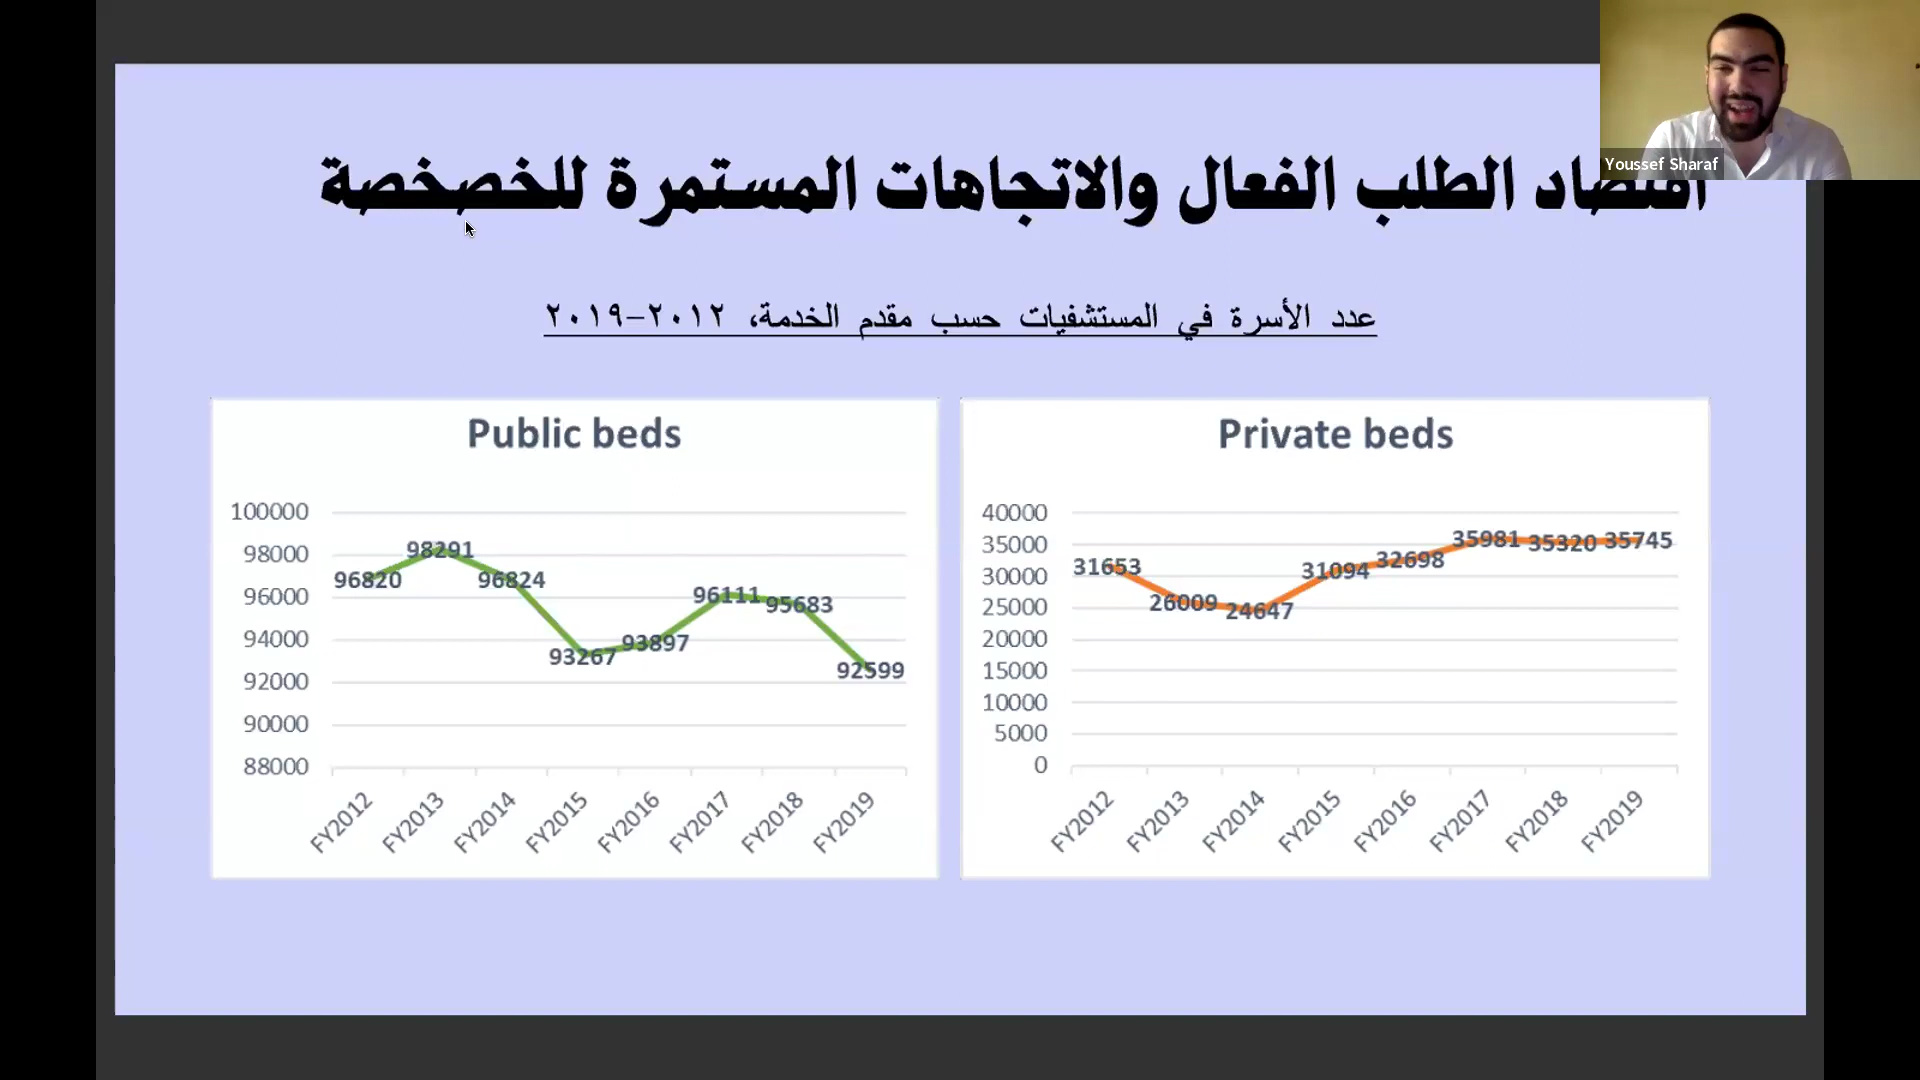 Youssef Sharaf
اقتصاد الطلب الفعال والاتجاهات المستمرة للخصخصة
عدد الأسرة في المستشفيات حسب مقدم الخدمة، ٢٠١٢-٢٠١٩
Public beds
100000
98000
96000
94000
92000
90000
88000
96820
98291
96824
93267
93897
96111
95683
92599
FY2012
FY2013
FY2014
FY2015
FY2016
FY2017
FY2018
FY2019
Private beds
40000
35000
30000
25000
20000
15000
10000
5000
0
31653
26009
24647
31094
32698
35981
35320
35745
FY2012
FY2013
FY2014
FY2015
FY2016
FY2017
FY2018
FY2019